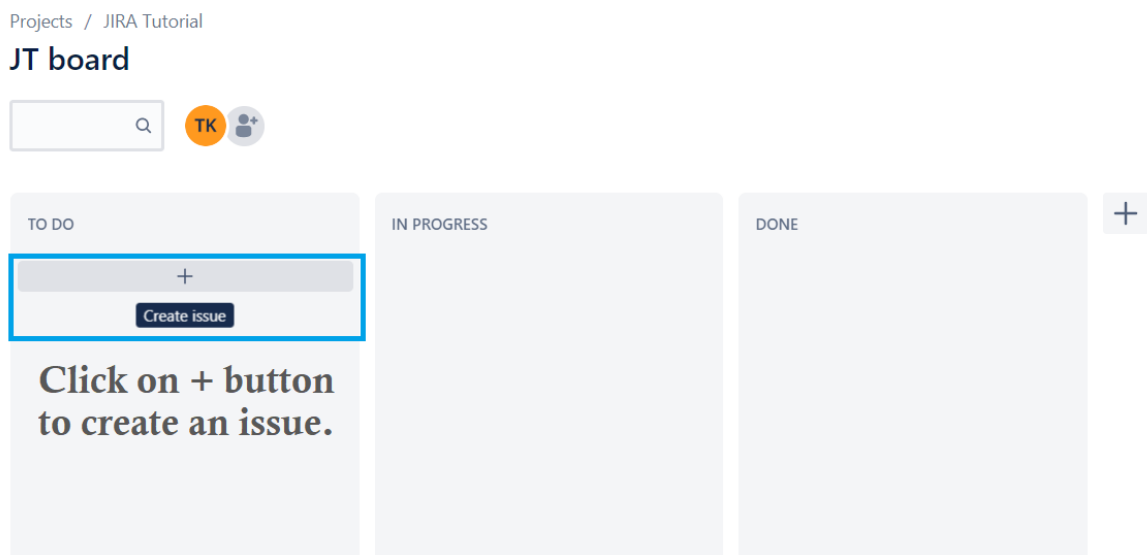 Projects / JIRA Tutorial
JT board
TK
TO DO
IN PROGRESS
DONE
+
+
Create issue
Click on + button
to create an issue.